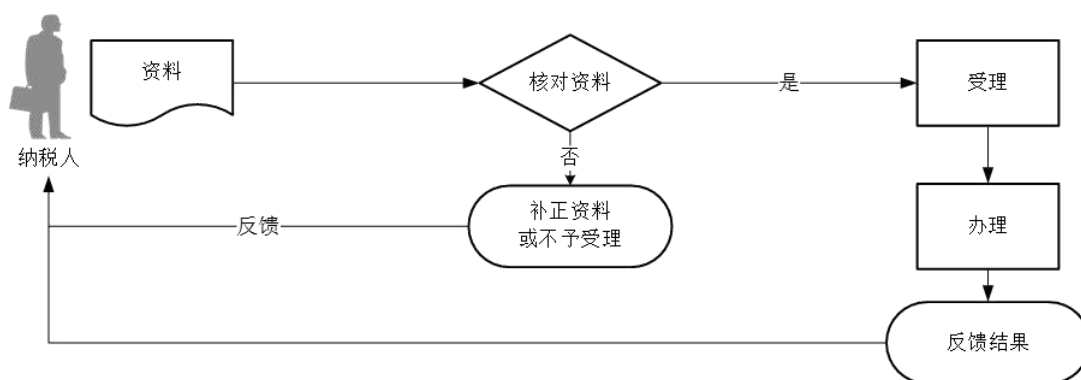 资料
核对资料
是
受理
纳税人
否
补正资料
或不予受理
反馈
办理
反馈结果